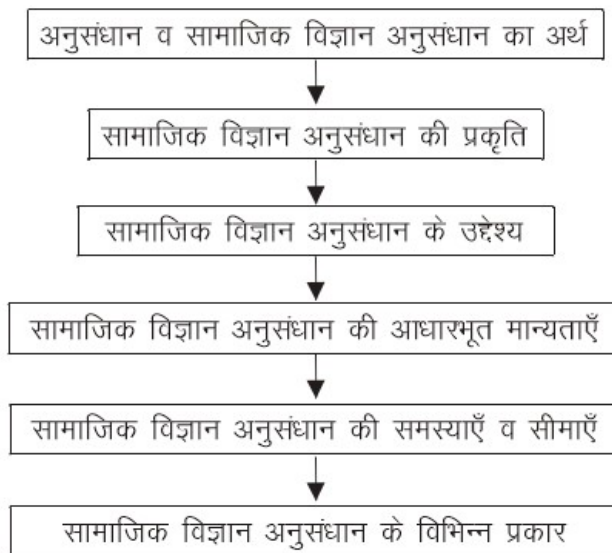 अनुसंधान व सामाजिक विज्ञान अनुसंधान का अर्थ
सामाजिक विज्ञान अनुसंधान की प्रकृति
सामाजिक विज्ञान अनुसंधान के उद्देश्य
सामाजिक विज्ञान अनुसंधान की आधारभूत मान्यताएँ
सामाजिक विज्ञान अनुसंधान की समस्याएँ व सीमाएँ
सामाजिक विज्ञान अनुसंधान के विभिन्न प्रकार